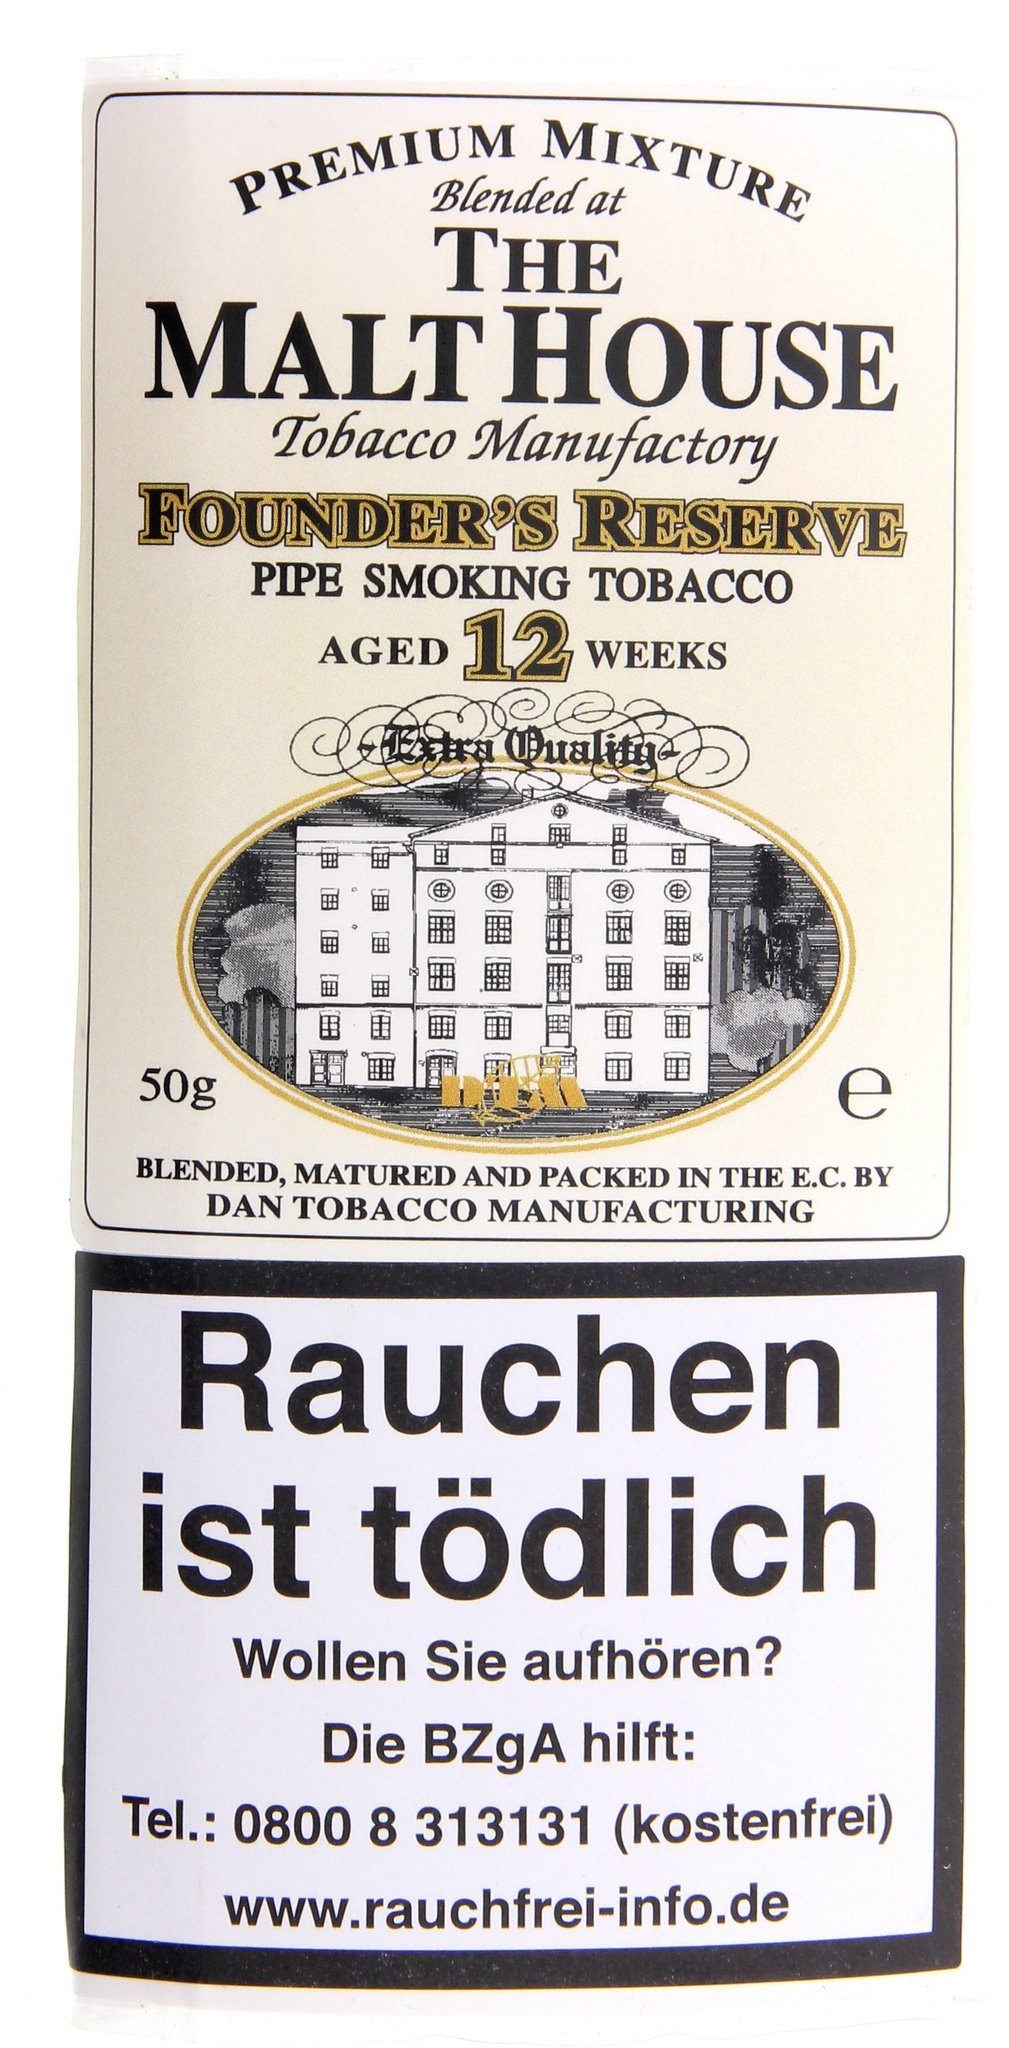 PREMIUM MIXTURE
Blended at
THE
MALT HOUSE
Tobacco Manufactory
FOUNDER'S RESERVE
PIPE SMOKING TOBACCO
AGED 12 WEEKS
-Extra Quality-
50g ℮
BLENDED, MATURED AND PACKED IN THE E.C. BY
DAN TOBACCO MANUFACTURING
Rauchen
ist tödlich
Wollen Sie aufhören?
Die BZgA hilft:
Tel.: 0800 8 313131 (kostenfrei)
www.rauchfrei-info.de